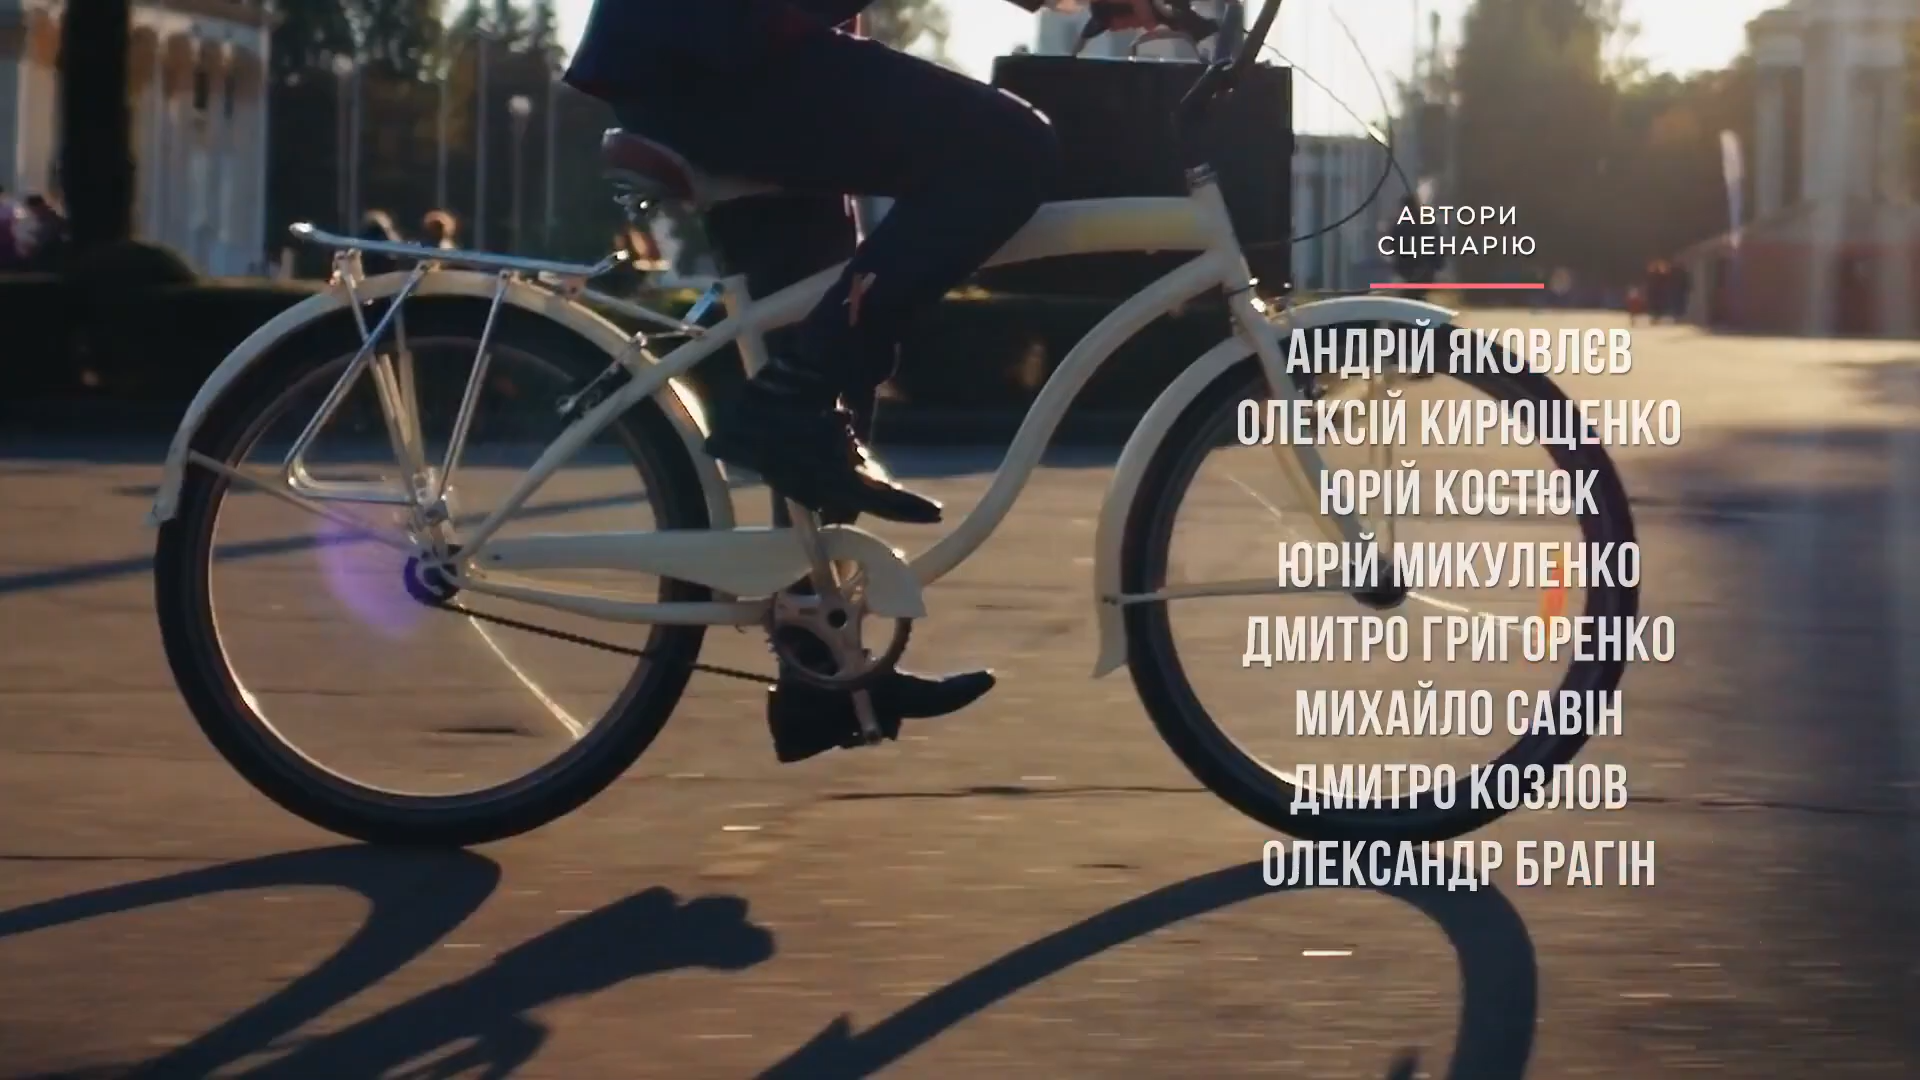 АВТОРИ
СЦЕНАРІЮ
АНДРІЙ ЯКОВЛЄВ
ОЛЕКСІЙ КИРЮЩЕНКО
ЮРІЙ КОСТЮК
ЮРІЙ МИКУЛЕНКО
ДМИТРО ГРИГОРЕНКО
МИХАЙЛО САВІН
ДМИТРО КОЗЛОВ
ОЛЕКСАНДР БРАГІН